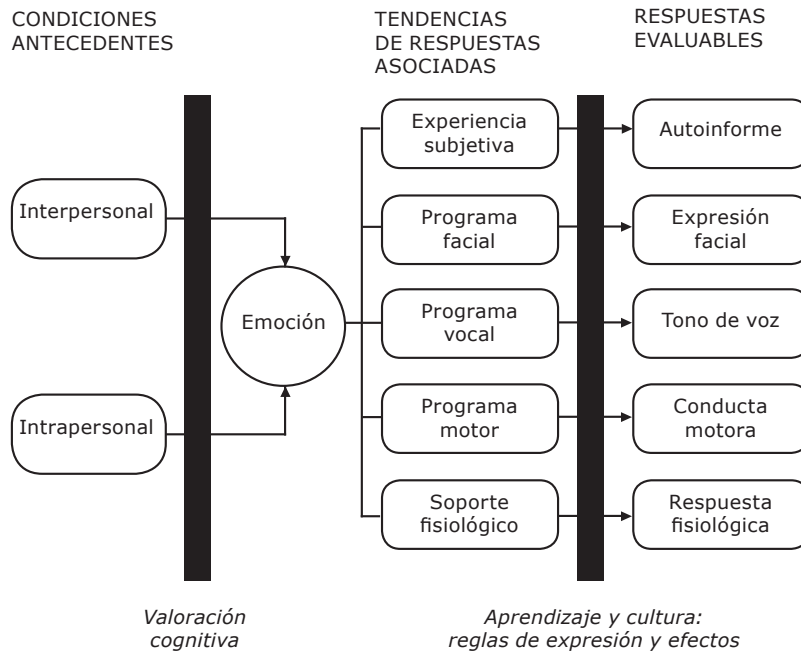 CONDICIONES
ANTECEDENTES
TENDENCIAS
DE RESPUESTAS
ASOCIADAS
RESPUESTAS
EVALUABLES
Interpersonal
Intrapersonal
Emoción
Experiencia
subjetiva
Programa
facial
Programa
vocal
Programa
motor
Soporte
fisiológico
Autoinforme
Expresión
facial
Tono de voz
Conducta
motora
Respuesta
fisiológica
Valoración
cognitiva
Aprendizaje y cultura:
reglas de expresión y efectos